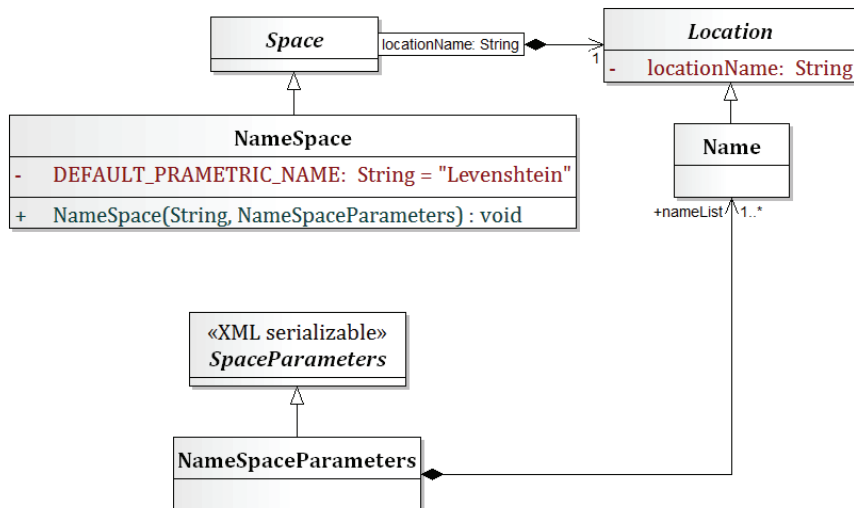 Space
locationName: String
1
Location
- locationName: String
NameSpace
- DEFAULT_PRAMETRIC_NAME: String = "Levenshtein"
+ NameSpace(String, NameSpaceParameters) : void
Name
+nameList
1..*
«XML serializable»
SpaceParameters
NameSpaceParameters